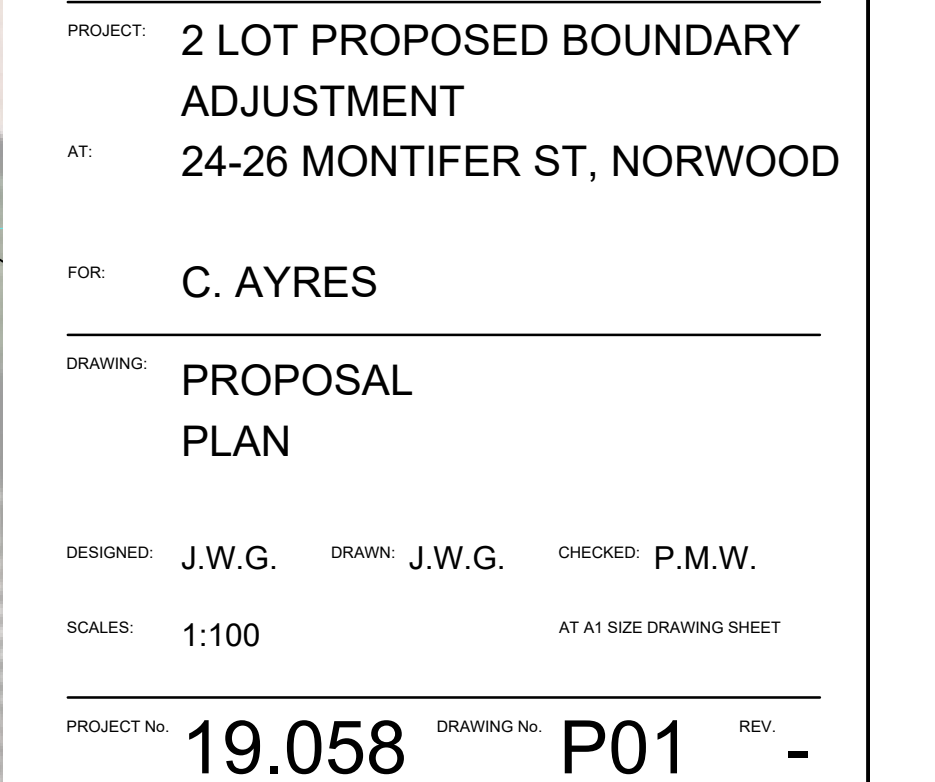 PROJECT: 2 LOT PROPOSED BOUNDARY
ADJUSTMENT
AT: 24-26 MONTIFER ST, NORWOOD
FOR: C. AYRES
DRAWING: PROPOSAL
PLAN
DESIGNED: J.W.G. DRAWN: J.W.G. CHECKED: P.M.W.
SCALES: 1:100 AT A1 SIZE DRAWING SHEET
PROJECT No. 19.058 DRAWING No. P01 REV. -